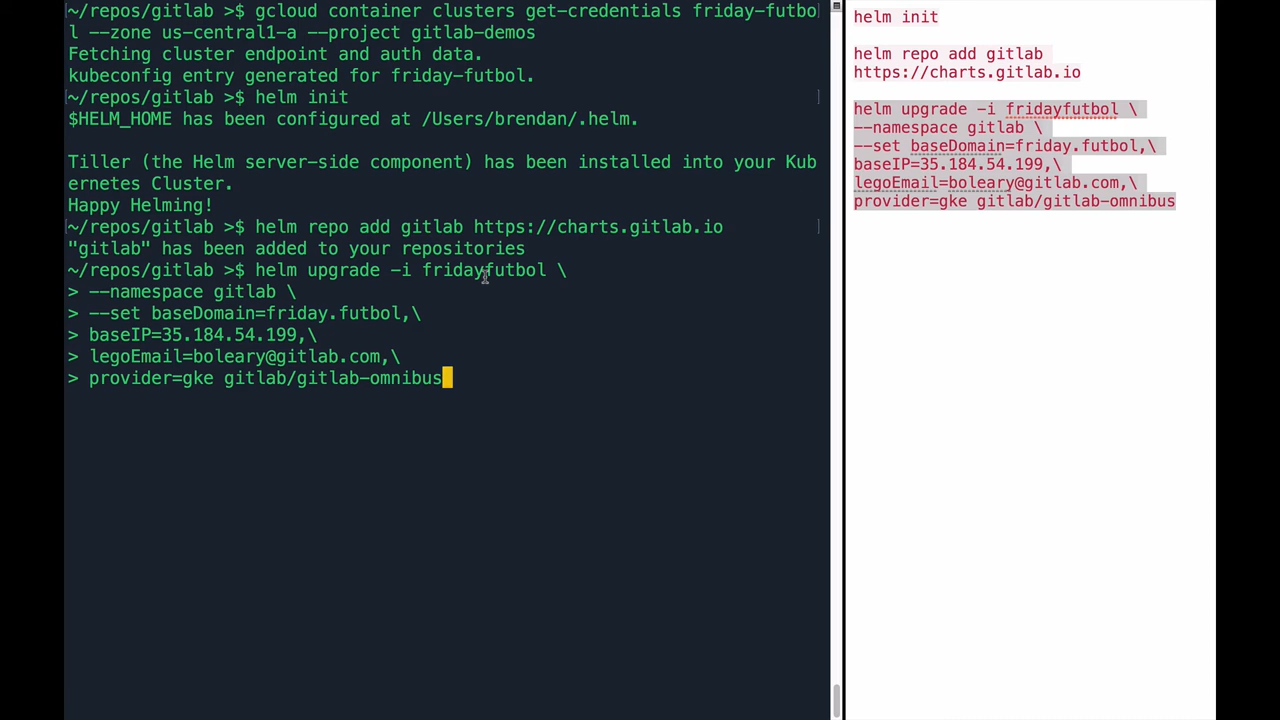 ~/repos/gitlab >$ gcloud container clusters get-credentials friday-futbo
l --zone us-central1-a --project gitlab-demos
Fetching cluster endpoint and auth data.
kubeconfig entry generated for friday-futbol.
~/repos/gitlab >$ helm init
$HELM_HOME has been configured at /Users/brendan/.helm.
Tiller (the Helm server-side component) has been installed into your Kub
ernetes Cluster.
Happy Helming!
~/repos/gitlab >$ helm repo add gitlab https://charts.gitlab.io
"gitlab" has been added to your repositories
~/repos/gitlab >$ helm upgrade -i fridayfutbol \
> --namespace gitlab \
> --set baseDomain=friday.futbol,\
> baseIP=35.184.54.199,\
> legoEmail=boleary@gitlab.com,\
> provider=gke gitlab/gitlab-omnibus
helm init
helm repo add gitlab
https://charts.gitlab.io
helm upgrade -i fridayfutbol \
--namespace gitlab \
--set baseDomain=friday.futbol,\
baseIP=35.184.54.199,\
legoEmail=boleary@gitlab.com,\
provider=gke gitlab/gitlab-omnibus